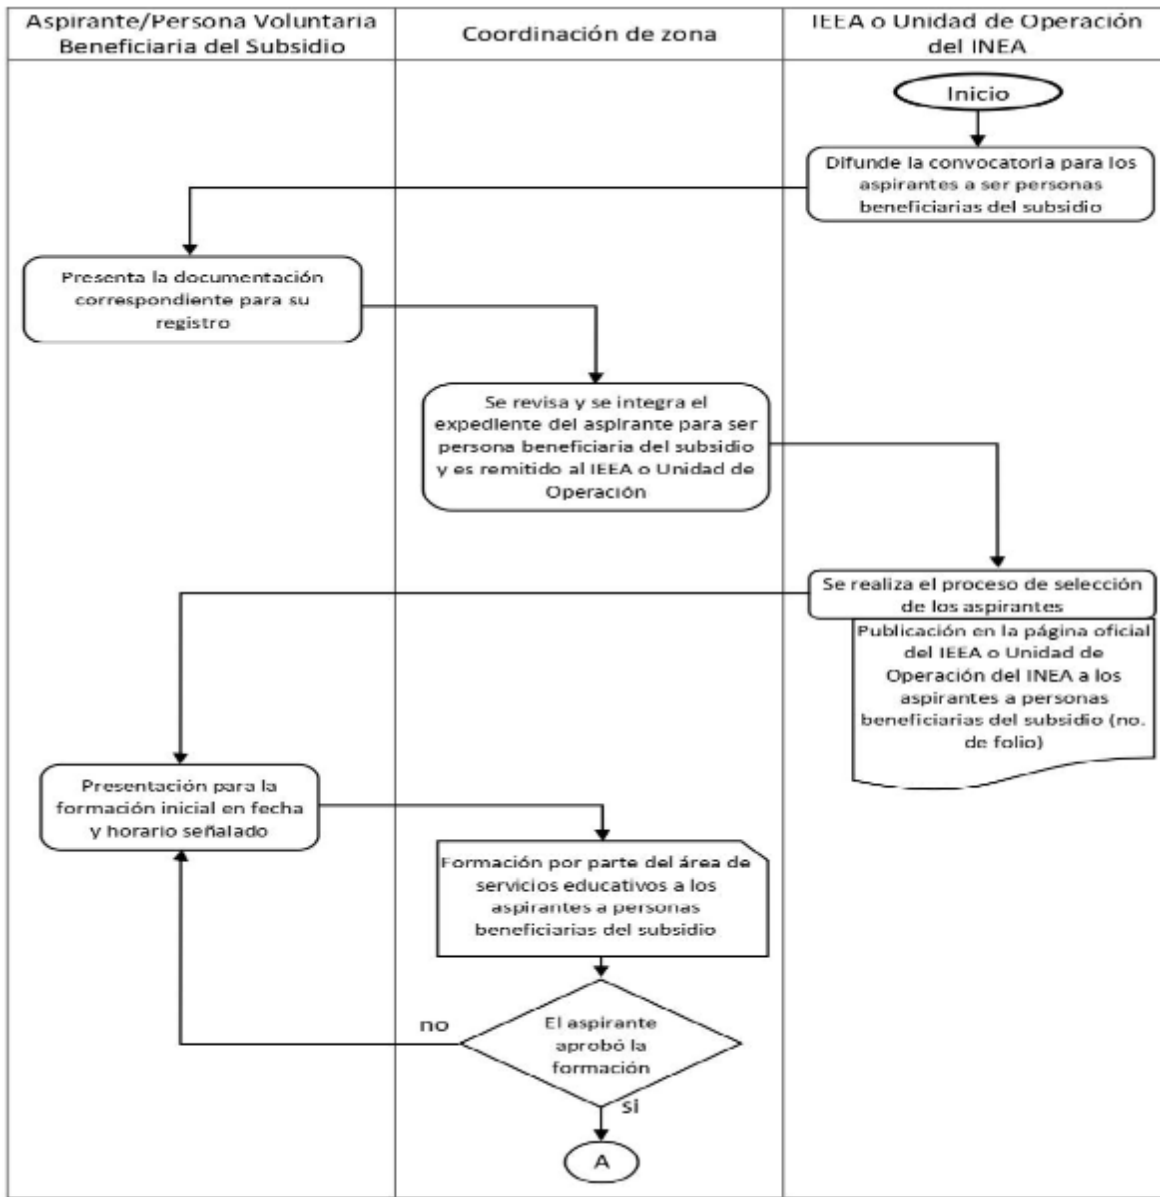 Aspirante/Persona Voluntaria
Beneficiaria del Subsidio
Coordinación de zona
IEEA o Unidad de Operación
del INEA
Inicio
Difunde la convocatoria para los
aspirantes a ser personas
beneficiarias del subsidio
Presenta la documentación
correspondiente para su
registro
Se revisa y se integra el
expediente del aspirante para ser
persona beneficiaria del subsidio
y es remitido al IEEA o Unidad de
Operación
Se realiza el proceso de selección
de los aspirantes
Publicación en la página oficial
del IEEA o Unidad de
Operación del INEA a los
aspirantes a personas
beneficiarias del subsidio (no.
de folio)
Presentación para la
formación inicial en fecha
y horario señalado
Formación por parte del área de
servicios educativos a los
aspirantes a personas
beneficiarias del subsidio
no
El aspirante
aprobó la
formación
si
A